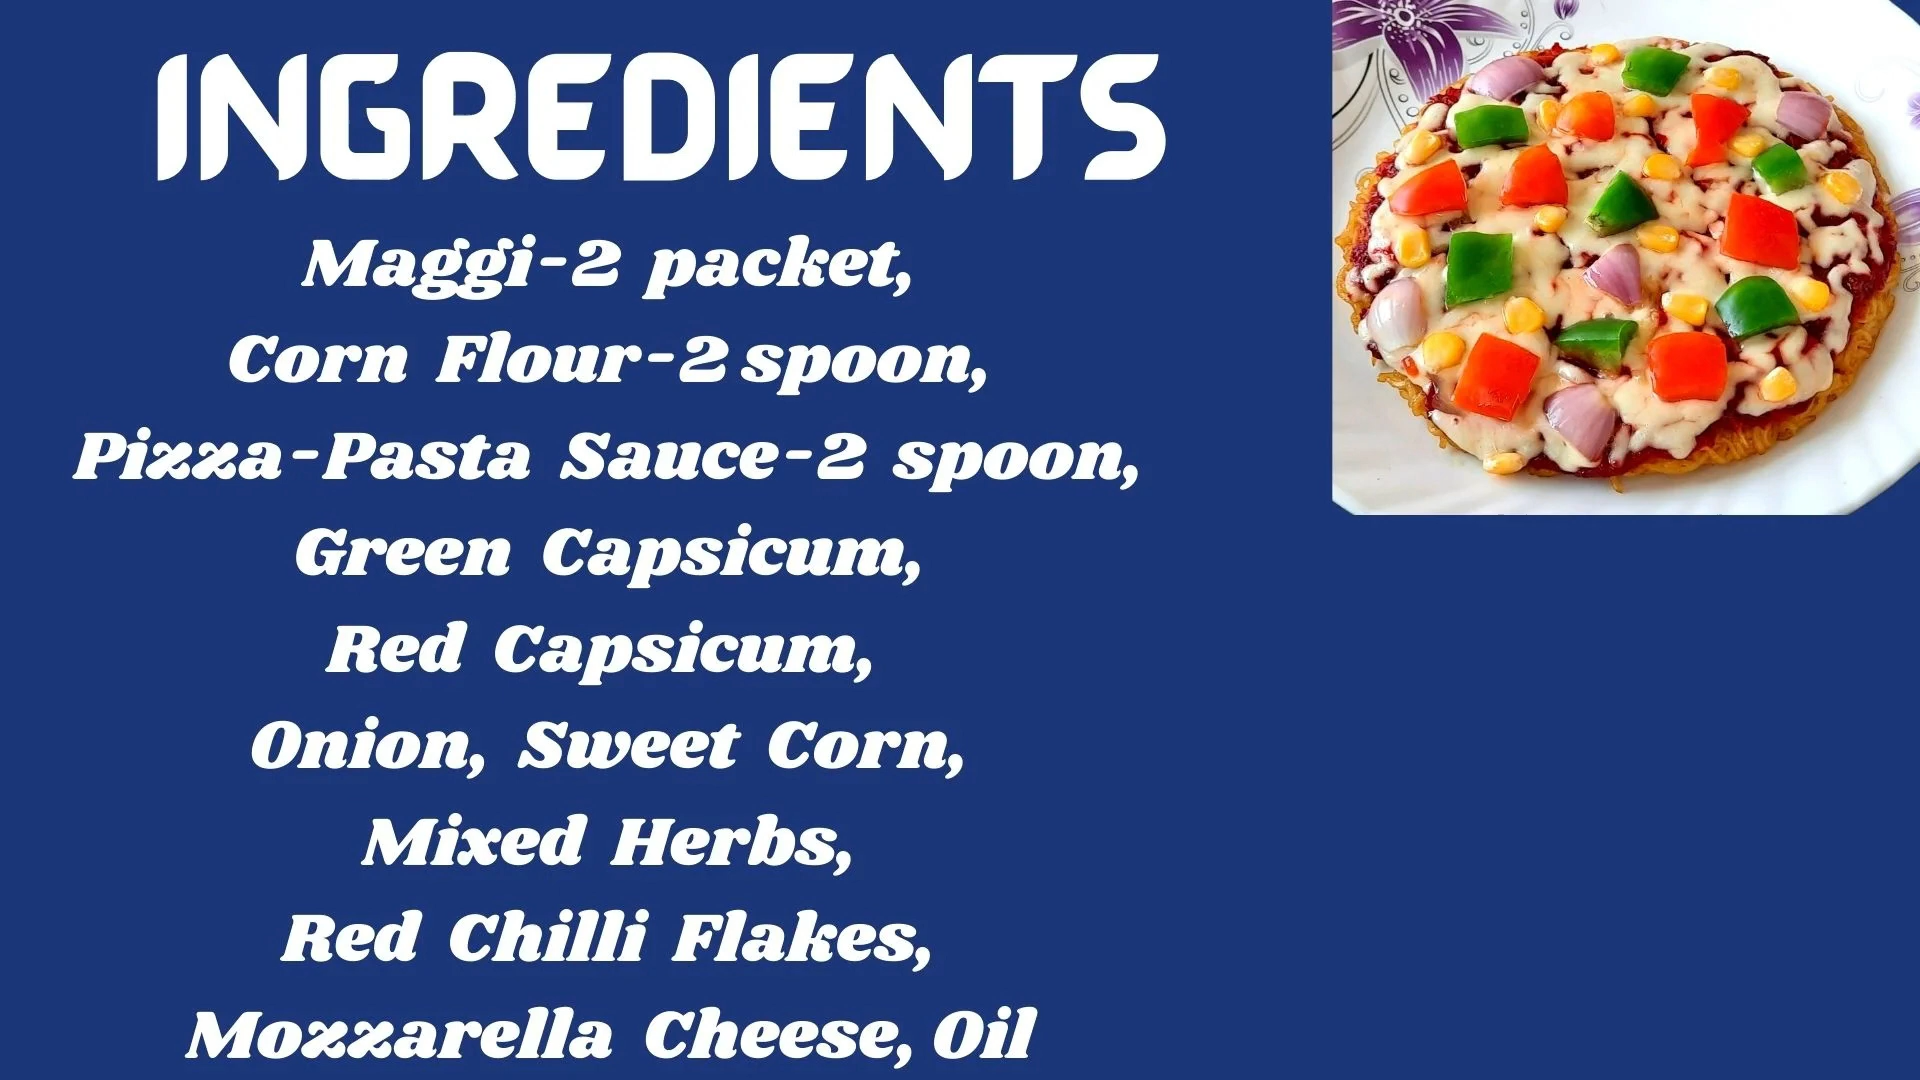 INGREDIENTS
Maggi-2 packet,
Corn Flour-2 spoon,
Pizza-Pasta Sauce-2 spoon,
Green Capsicum,
Red Capsicum,
Onion, Sweet Corn,
Mixed Herbs,
Red Chilli Flakes,
Mozzarella Cheese, Oil